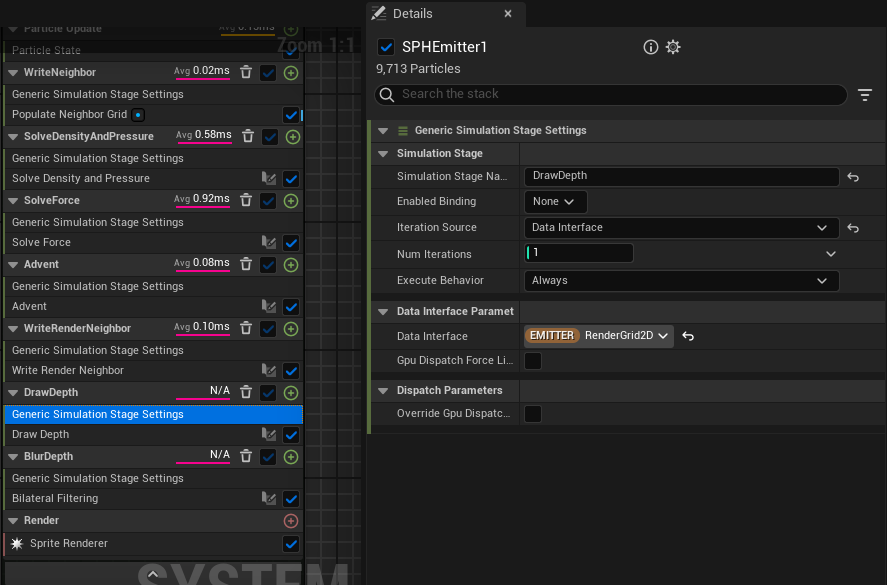 Particle Update Avg 0.13ms
Zoom 1:1
Particle State
WriteNeighbor Avg 0.02ms
Generic Simulation Stage Settings
Populate Neighbor Grid
SolveDensityAndPressure Avg 0.58ms
Generic Simulation Stage Settings
Solve Density and Pressure
SolveForce Avg 0.92ms
Generic Simulation Stage Settings
Solve Force
Advent Avg 0.08ms
Generic Simulation Stage Settings
Advent
WriteRenderNeighbor Avg 0.10ms
Generic Simulation Stage Settings
Write Render Neighbor
DrawDepth N/A
Generic Simulation Stage Settings
Draw Depth
BlurDepth N/A
Generic Simulation Stage Settings
Bilateral Filtering
Render
Sprite Renderer
SYSTEM
Details
SPHEmitter1
9,713 Particles
Search the stack
Generic Simulation Stage Settings
Simulation Stage
Simulation Stage Na... DrawDepth
Enabled Binding None
Iteration Source Data Interface
Num Iterations 1
Execute Behavior Always
Data Interface Paramet
Data Interface EMITTER RenderGrid2D
Gpu Dispatch Force Li...
Dispatch Parameters
Override Gpu Dispatc...